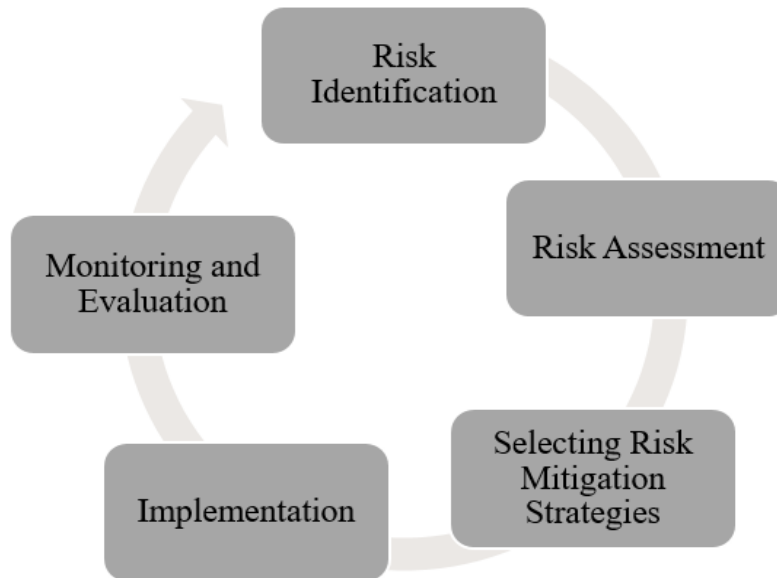 Risk
Identification
Risk Assessment
Selecting Risk
Mitigation
Strategies
Implementation
Monitoring and
Evaluation